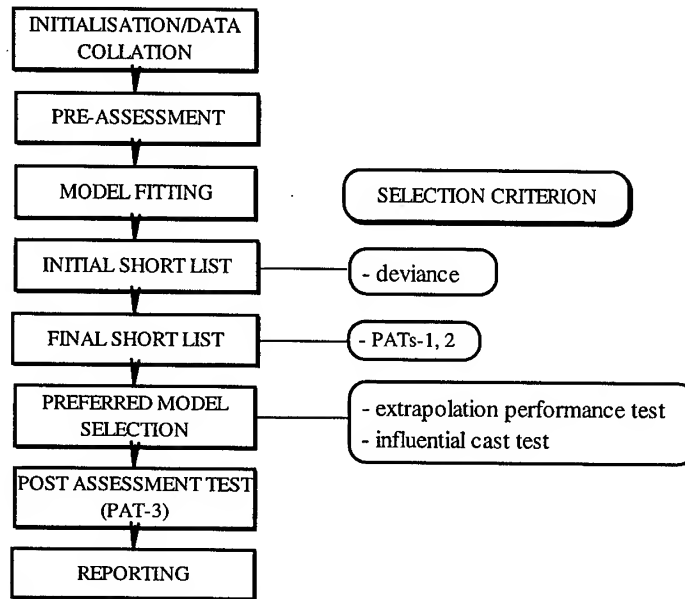 INITIALISATION/DATA
COLLATION
PRE-ASSESSMENT
MODEL FITTING
SELECTION CRITERION
INITIAL SHORT LIST
- deviance
FINAL SHORT LIST
- PATs-1, 2
PREFERRED MODEL
SELECTION
- extrapolation performance test
- influential cast test
POST ASSESSMENT TEST
(PAT-3)
REPORTING